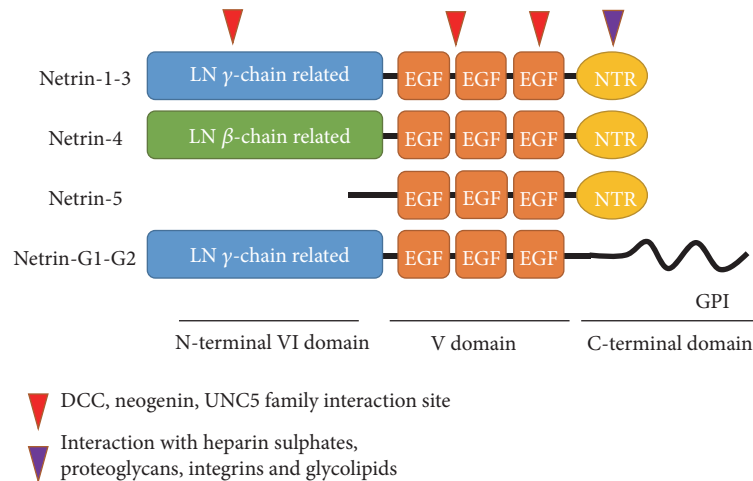 Netrin-1-3 LN γ-chain related EGF EGF EGF NTR
Netrin-4 LN β-chain related EGF EGF EGF NTR
Netrin-5 EGF EGF EGF NTR
Netrin-G1-G2 LN γ-chain related EGF EGF EGF
GPI
N-terminal VI domain V domain C-terminal domain
DCC, neogenin, UNC5 family interaction site
Interaction with heparin sulphates,
proteoglycans, integrins and glycolipids